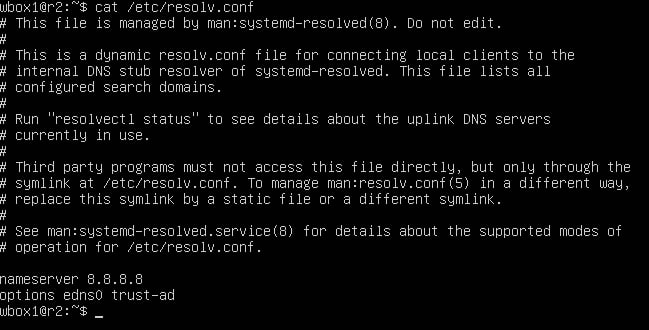 wbox1@r2:~$ cat /etc/resolv.conf
# This file is managed by man:systemd-resolved(8). Do not edit.
#
# This is a dynamic resolv.conf file for connecting local clients to the
# internal DNS stub resolver of systemd-resolved. This file lists all
# configured search domains.
#
# Run "resolvectl status" to see details about the uplink DNS servers
# currently in use.
#
# Third party programs must not access this file directly, but only through the
# symlink at /etc/resolv.conf. To manage man:resolv.conf(5) in a different way,
# replace this symlink by a static file or a different symlink.
#
# See man:systemd-resolved.service(8) for details about the supported modes of
# operation for /etc/resolv.conf.

nameserver 8.8.8.8
options edns0 trust-ad
wbox1@r2:~$ _